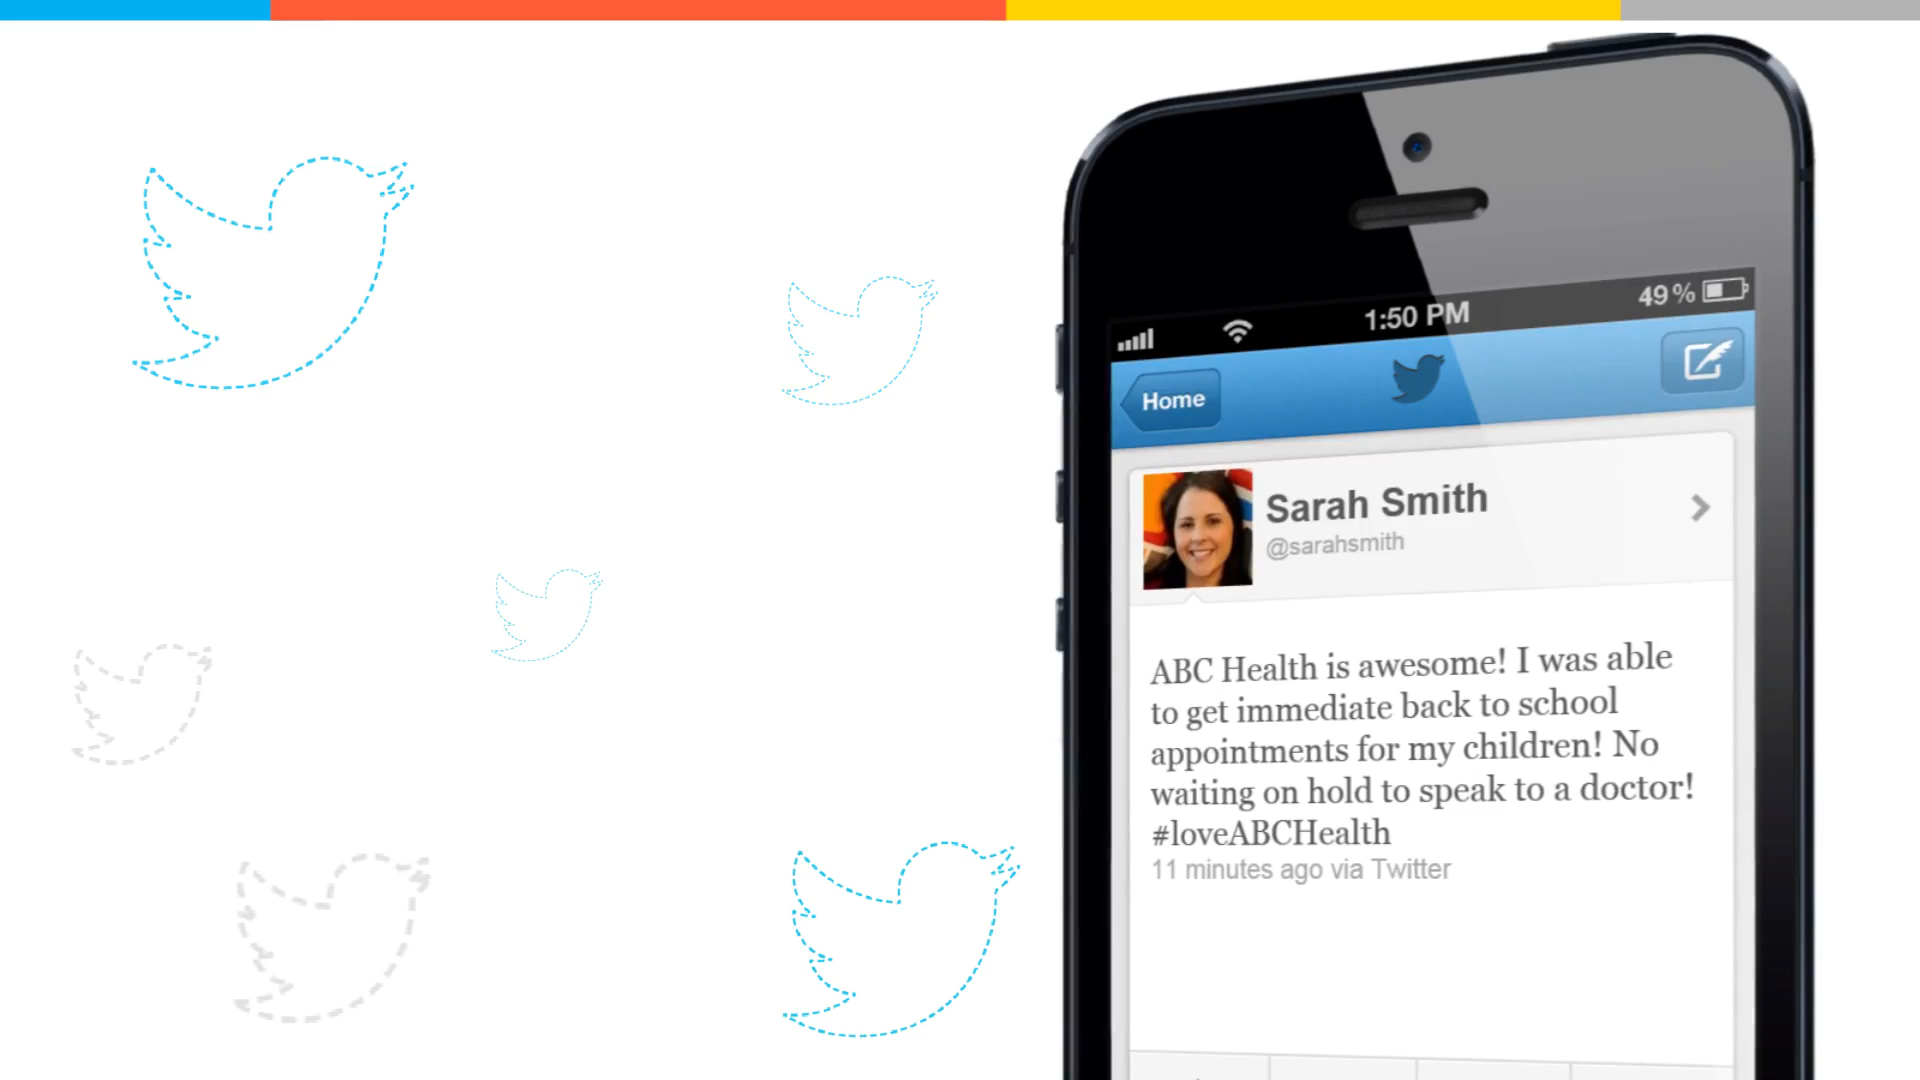 1:50 PM
49%
Home
Sarah Smith
@sarahsmith
ABC Health is awesome! I was able
to get immediate back to school
appointments for my children! No
waiting on hold to speak to a doctor!
#loveABCHealth
11 minutes ago via Twitter